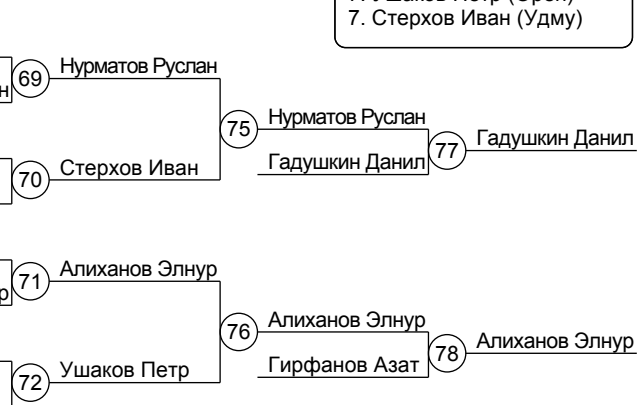 7. Стерхов Иван (Удму)
69
Нурматов Руслан
75
Нурматов Руслан
70
Стерхов Иван
Гадушкин Данил
77
Гадушкин Данил
71
Алиханов Элнур
76
Алиханов Элнур
72
Ушаков Петр
Гирфанов Азат
78
Алиханов Элнур